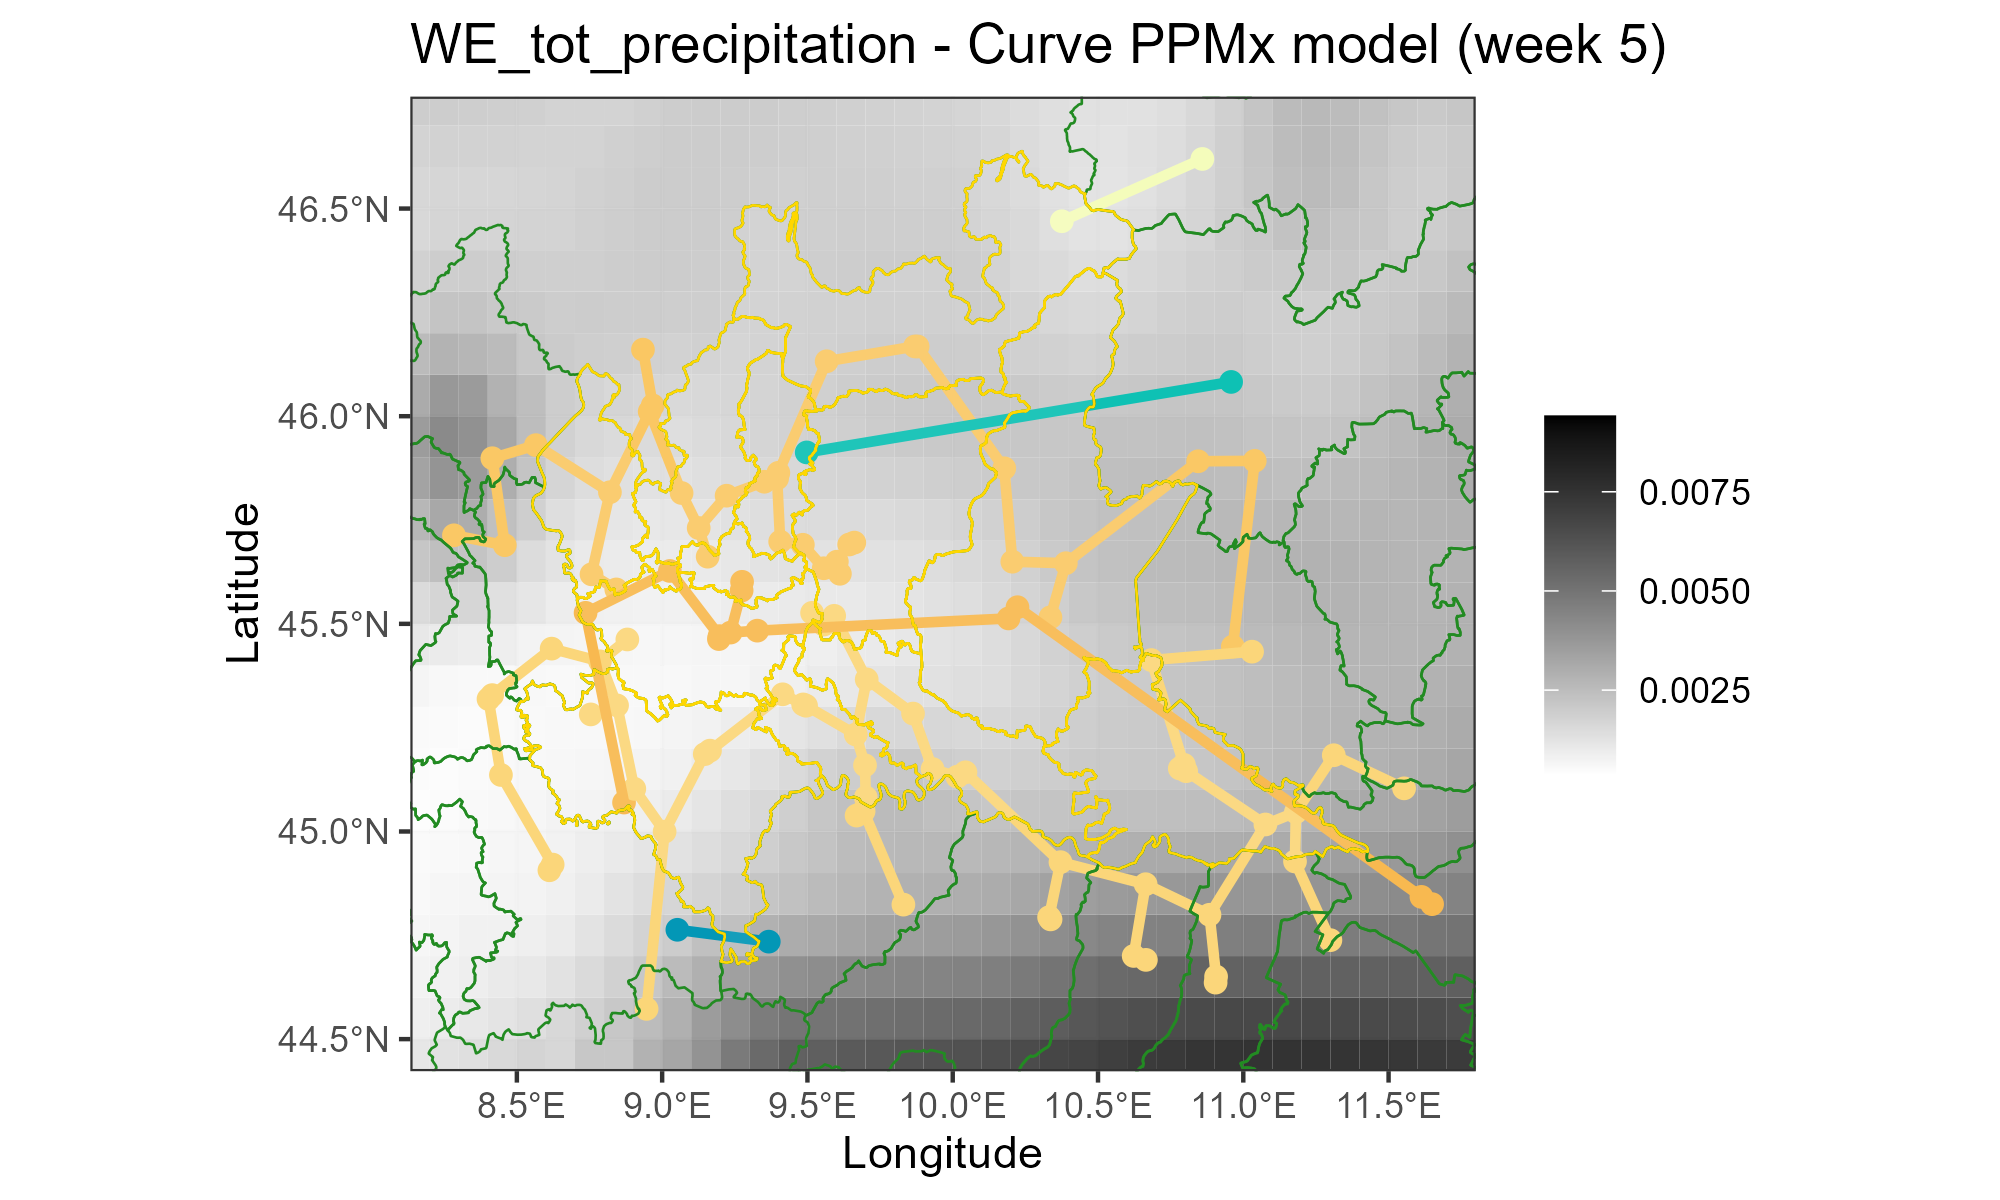 WE_tot_precipitation - Curve PPMx model (week 5)
46.5°N
46.0°N
45.5°N
45.0°N
44.5°N
Latitude
8.5°E 9.0°E 9.5°E 10.0°E 10.5°E 11.0°E 11.5°E
Longitude
0.0075
0.0050
0.0025